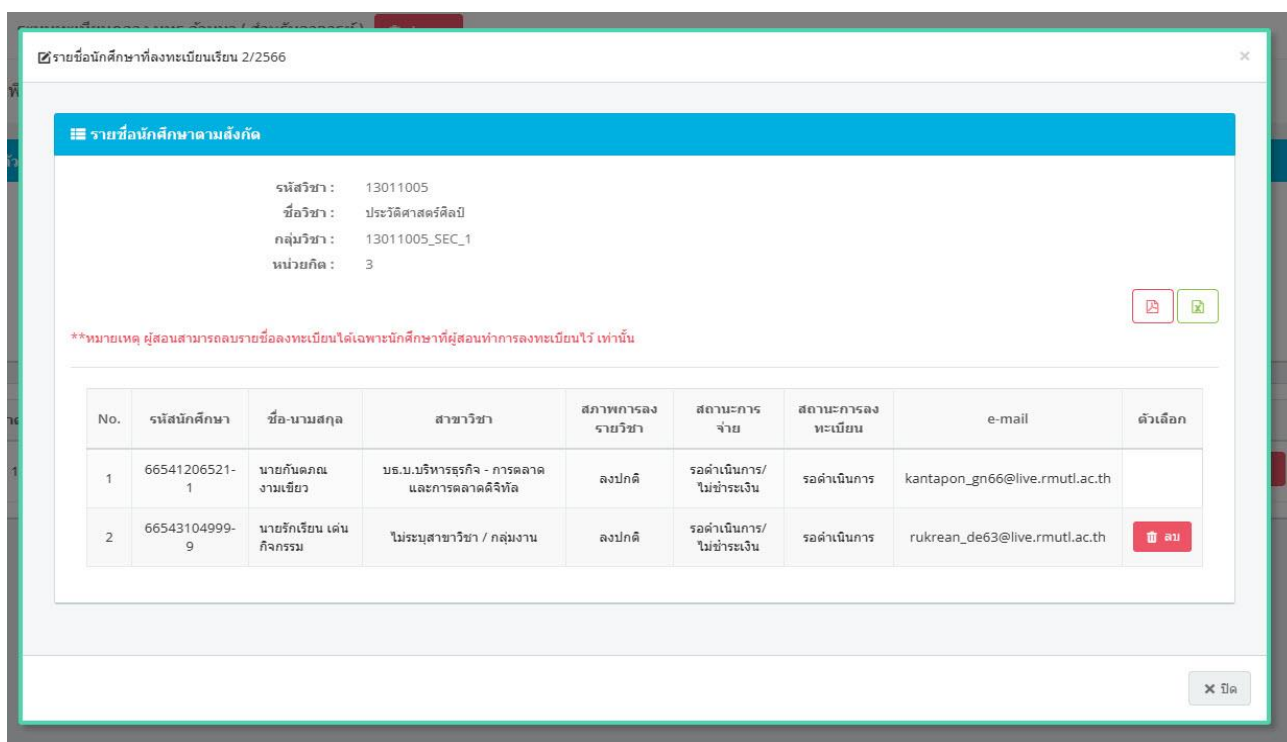 รายชื่อนักศึกษาที่ลงทะเบียนเรียน 2/2566
×
รายชื่อนักศึกษาตามสังกัด
รหัสวิชา : 13011005
ชื่อวิชา : ประวัติศาสตร์ศิลป์
กลุ่มวิชา : 13011005_SEC_1
หน่วยกิต : 3
**หมายเหตุ ผู้สอนสามารถลบรายชื่อลงทะเบียนได้เฉพาะนักศึกษาที่ผู้สอนทำการลงทะเบียนไว้ เท่านั้น
No. รหัสนักศึกษา ชื่อ-นามสกุล สาขาวิชา สภาพการลง สถานะการ สถานะการลง e-mail ตัวเลือก
รายวิชา จ่าย ทะเบียน
66541206521- นายกันตภณ บธ.บ.บริหารธุรกิจ - การตลาด รอดำเนินการ/
1 ลงปกติ รอดำเนินการ kantapon_gn66@live.rmutl.ac.th
1 งามเขียว และการตลาดดิจิทัล ไม่ชำระเงิน
66543104999- นายรักเรียน เด่น รอดำเนินการ/
2 ไม่ระบุสาขาวิชา / กลุ่มงาน ลงปกติ รอดำเนินการ rukrean_de63@live.rmutl.ac.th ลบ
9 กิจกรรม ไม่ชำระเงิน
× ปิด